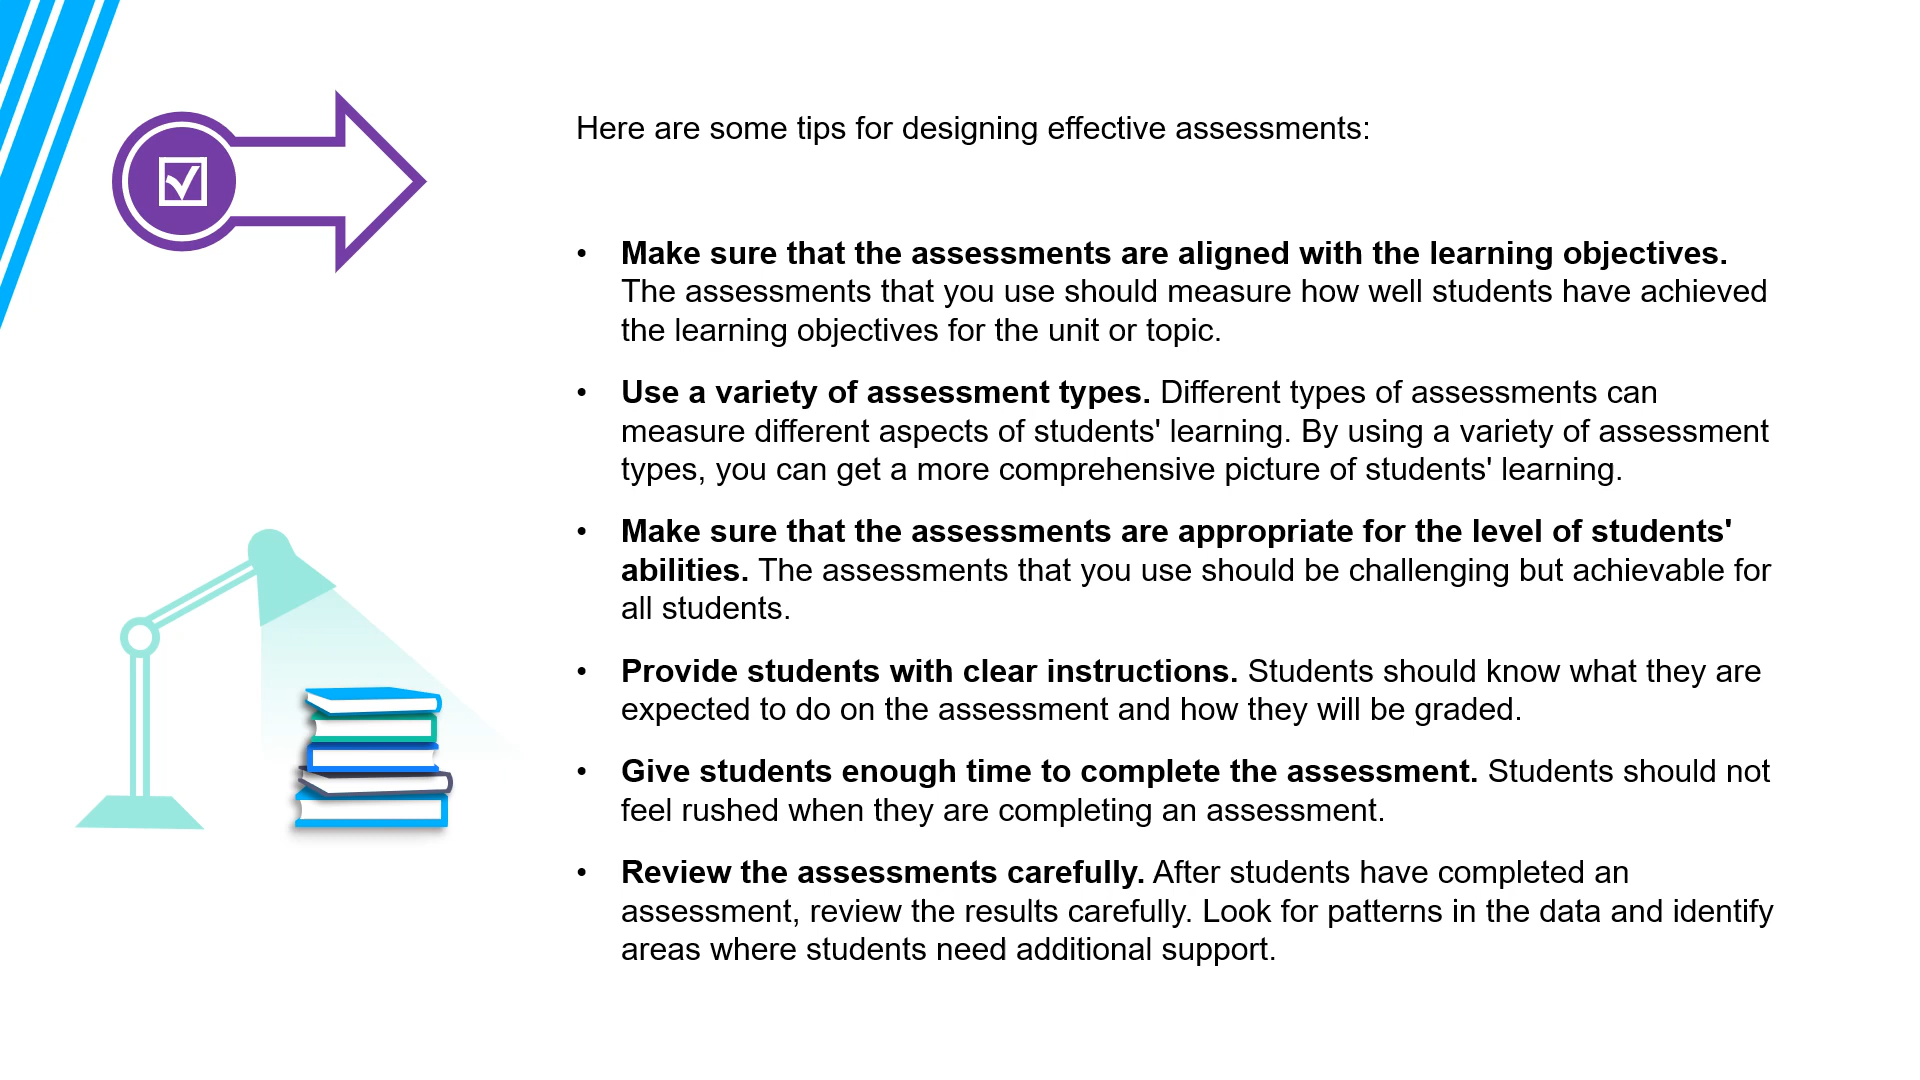 Here are some tips for designing effective assessments:
• Make sure that the assessments are aligned with the learning objectives.
The assessments that you use should measure how well students have achieved
the learning objectives for the unit or topic.
• Use a variety of assessment types. Different types of assessments can
measure different aspects of students' learning. By using a variety of assessment
types, you can get a more comprehensive picture of students' learning.
• Make sure that the assessments are appropriate for the level of students'
abilities. The assessments that you use should be challenging but achievable for
all students.
• Provide students with clear instructions. Students should know what they are
expected to do on the assessment and how they will be graded.
• Give students enough time to complete the assessment. Students should not
feel rushed when they are completing an assessment.
• Review the assessments carefully. After students have completed an
assessment, review the results carefully. Look for patterns in the data and identify
areas where students need additional support.